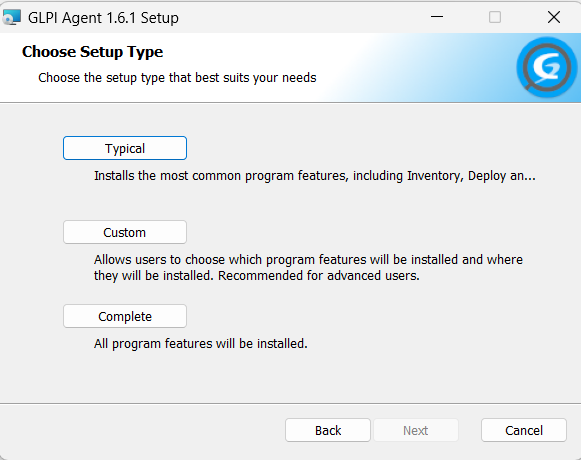 GLPI Agent 1.6.1 Setup
Choose Setup Type
Choose the setup type that best suits your needs
Typical
Installs the most common program features, including Inventory, Deploy an...
Custom
Allows users to choose which program features will be installed and where
they will be installed. Recommended for advanced users.
Complete
All program features will be installed.
Back
Next
Cancel